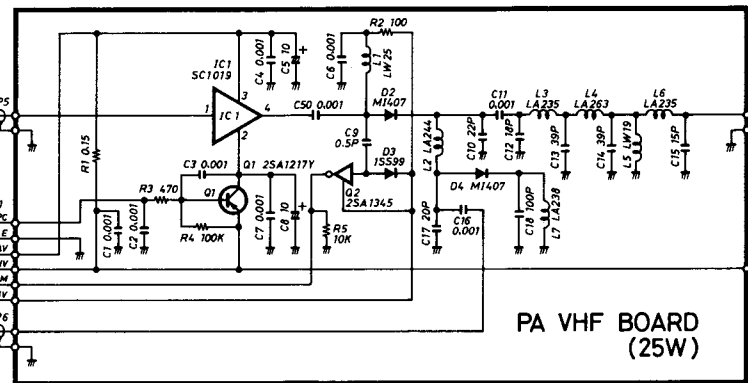 R2 100
IC1
SC1019
C4 0.001
C5 10
+
C6 0.001
L1
LW25
P5
1
IC 1
3
4
2
C50 0.001
D2
MI407
C11
0.001
L3
LA235
L4
LA263
L6
LA235
R1 0.15
C9
0.5P
L2 LA244
C10 22P
C12 18P
C13 39P
C14 39P
L5 LW19
C15 15P
C3 0.001
Q1 2SA1217Y
D3
1SS99
R3 470
Q1
Q2
2SA1345
D4 MI407
PC
E
C1 0.001
C2 0.001
R4 100K
C7 0.001
C8 10
+
R5
10K
C17 20P
C16
0.001
C18 100P
L7 LA238
M
P6
PA VHF BOARD
(25W)